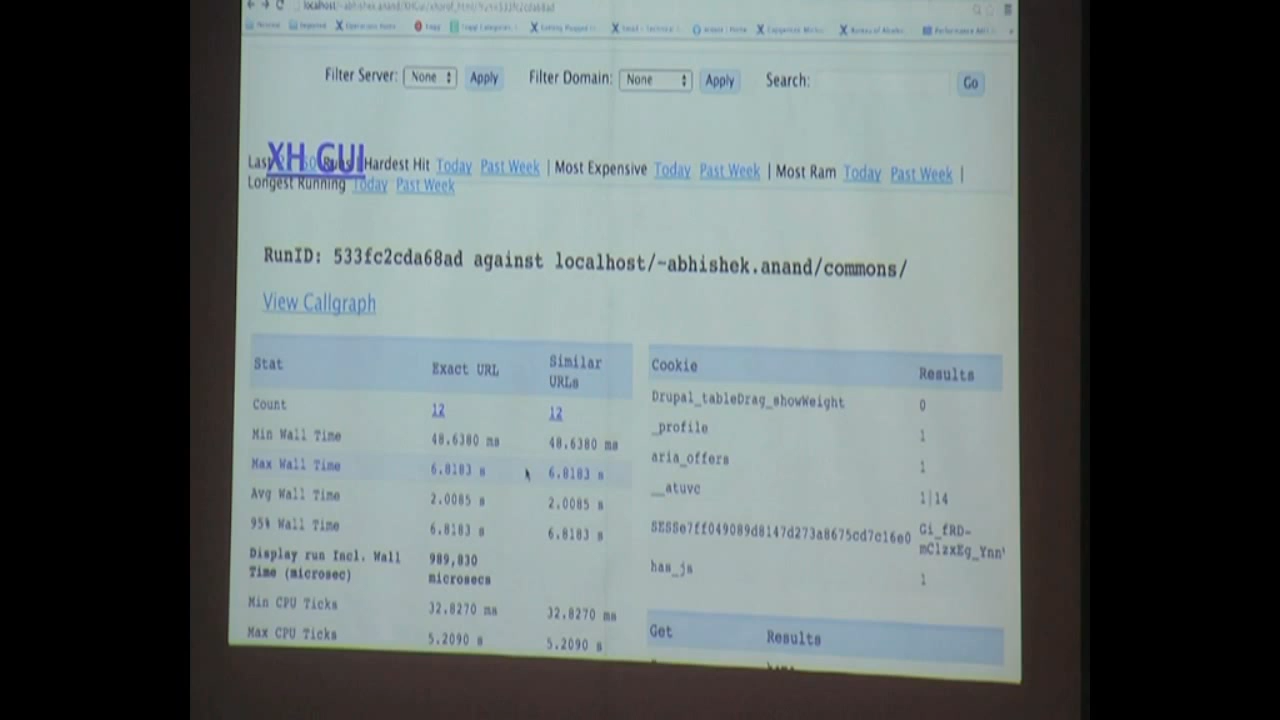 Filter Server: None Apply Filter Domain: None Apply Search: Go
XH GUI
Hardest Hit Today Past Week | Most Expensive Today Past Week | Most Ram Today Past Week |
Longest Running Today Past Week
RunID: 533fc2cda68ad against localhost/~abhishek.anand/commons/
View Callgraph
Stat Exact URL Similar URLs
Count 12 12
Min Wall Time 48.6380 ms 48.6380 ms
Max Wall Time 6.8183 s 6.8183 s
Avg Wall Time 2.0085 s 2.0085 s
95% Wall Time 6.8183 s 6.8183 s
Display run Incl. Wall 989,830
Time (microsec) microsecs
Min CPU Ticks 32.8270 ms 32.8270 ms
Max CPU Ticks 5.2090 s 5.2090 s
Cookie Results
Drupal_tableDrag_showWeight 0
_profile 1
aria_offers 1
__atuvc 1|14
SESSe7ff049089d8147d273a8675cd7c16e0 Gi_fRD-
mClzxEg_Ynn
has_js 1
Get Results